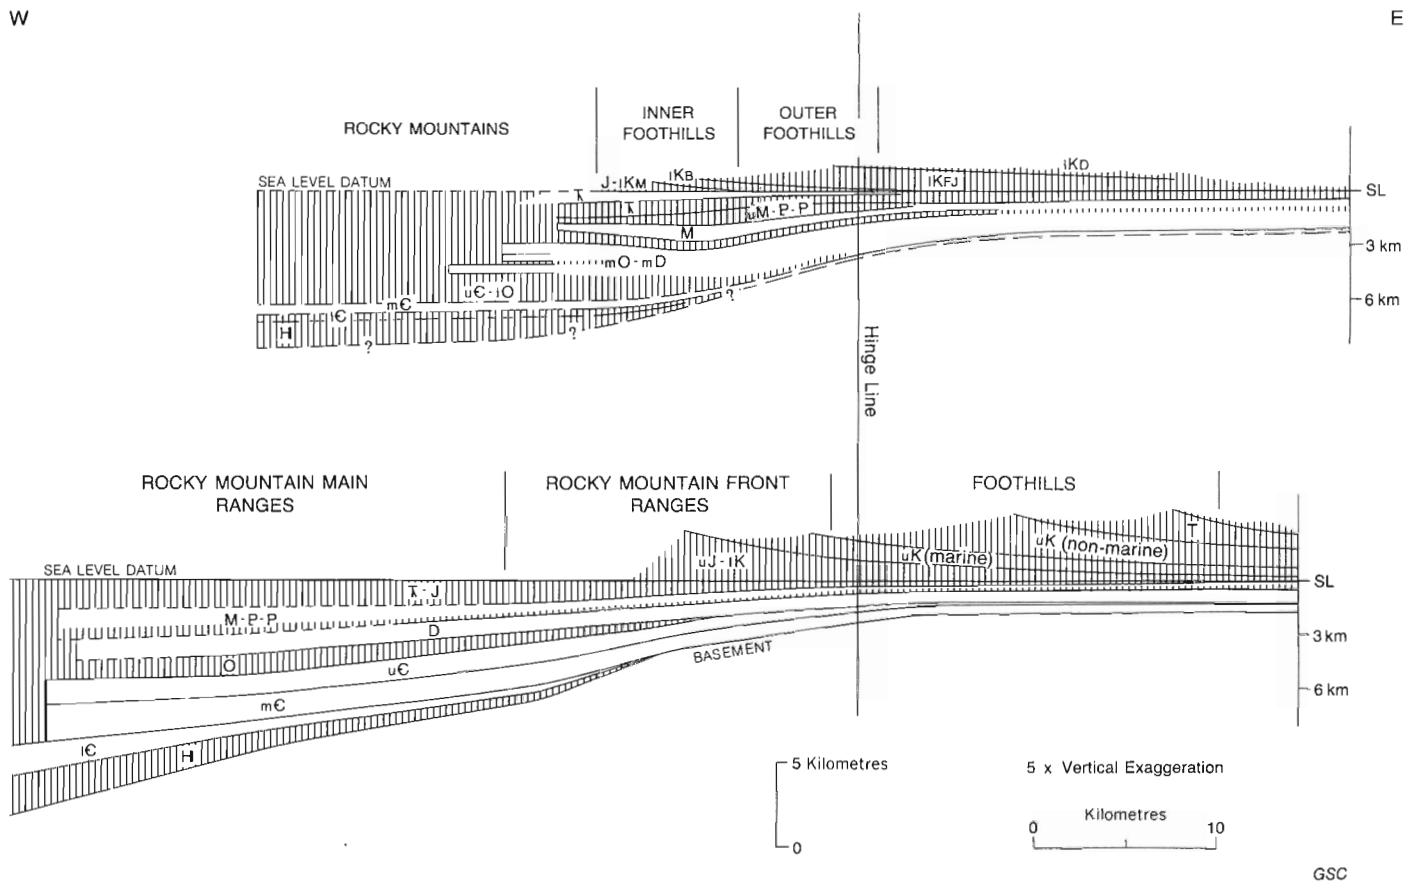 W
E
ROCKY MOUNTAINS
INNER
FOOTHILLS
OUTER
FOOTHILLS
SEA LEVEL DATUM
J-lKM
lKB
lKFJ
lKD
SL
Ѫ
Ѫ
uM-P-P
M
3 km
mO-mD
uЄ-lO
mЄ
lЄ
H
?
?
?
6 km
Hinge Line
ROCKY MOUNTAIN MAIN
RANGES
ROCKY MOUNTAIN FRONT
RANGES
FOOTHILLS
SEA LEVEL DATUM
uJ-lK
uK (marine)
uK (non-marine)
T
SL
Ѫ-J
M-P-P
D
O
uЄ
mЄ
lЄ
H
BASEMENT
3 km
6 km
5 Kilometres
0
5 x Vertical Exaggeration
Kilometres
0 10
GSC